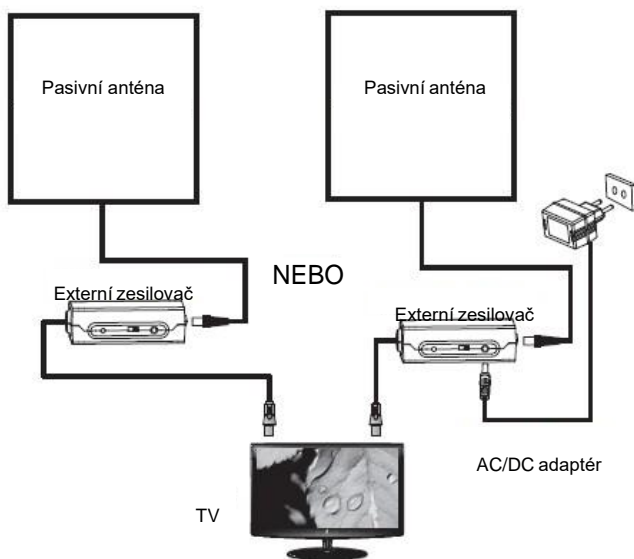 Pasivní anténa
Pasivní anténa
NEBO
Externí zesilovač
Externí zesilovač
AC/DC adaptér
TV